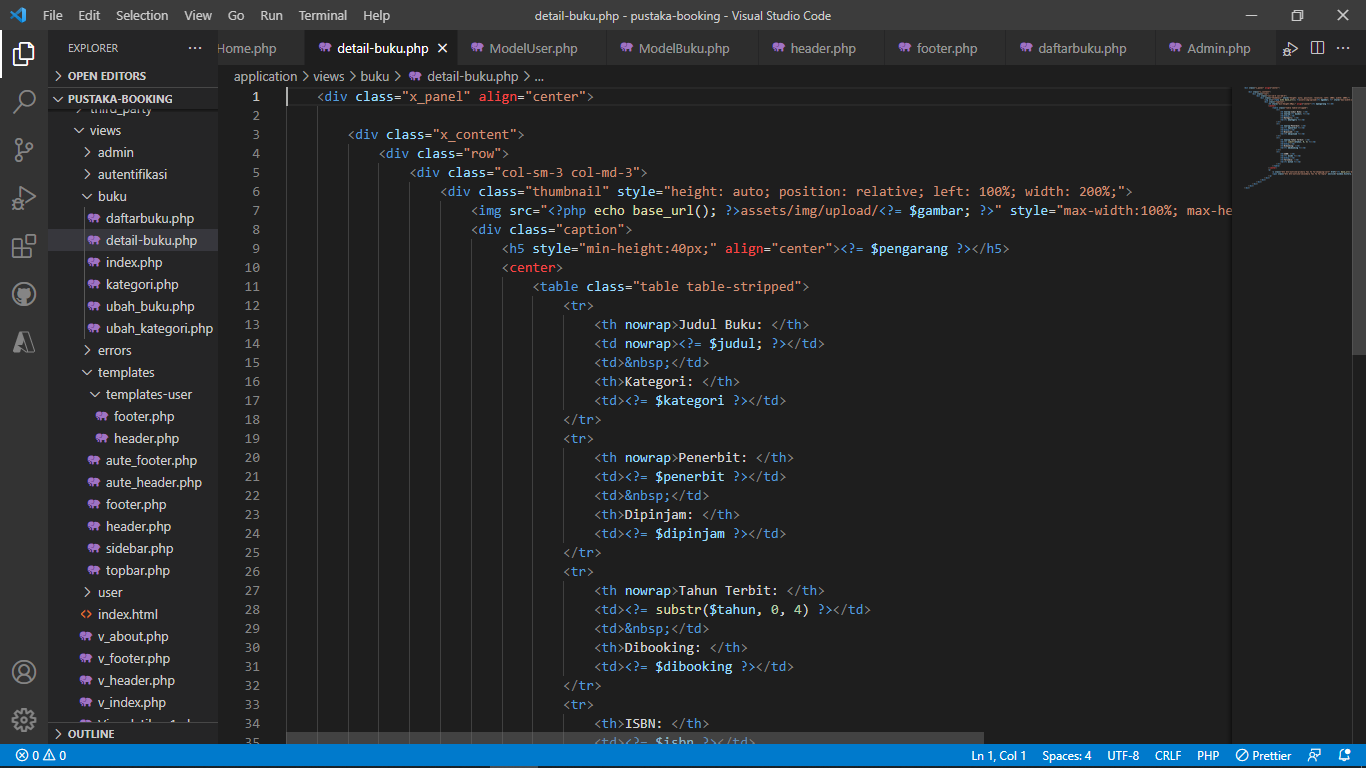 File Edit Selection View Go Run Terminal Help
detail-buku.php - pustaka-booking - Visual Studio Code
EXPLORER
Home.php detail-buku.php ModelUser.php ModelBuku.php header.php footer.php daftarbuku.php Admin.php
OPEN EDITORS
PUSTAKA-BOOKING
third_party
views
admin
autentifikasi
buku
daftarbuku.php
detail-buku.php
index.php
kategori.php
ubah_buku.php
ubah_kategori.php
errors
templates
templates-user
footer.php
header.php
aute_footer.php
aute_header.php
footer.php
header.php
sidebar.php
topbar.php
user
index.html
v_about.php
v_footer.php
v_header.php
v_index.php
OUTLINE
application > views > buku > detail-buku.php > ...
1 <div class="x_panel" align="center">
2
3 <div class="x_content">
4 <div class="row">
5 <div class="col-sm-3 col-md-3">
6 <div class="thumbnail" style="height: auto; position: relative; left: 100%; width: 200%;">
7 <img src="<?php echo base_url(); ?>assets/img/upload/<?= $gambar; ?>" style="max-width:100%; max-he
8 <div class="caption">
9 <h5 style="min-height:40px;" align="center"><?= $pengarang ?></h5>
10 <center>
11 <table class="table table-stripped">
12 <tr>
13 <th nowrap>Judul Buku: </th>
14 <td nowrap><?= $judul; ?></td>
15 <td>&nbsp;</td>
16 <th>Kategori: </th>
17 <td><?= $kategori ?></td>
18 </tr>
19 <tr>
20 <th nowrap>Penerbit: </th>
21 <td><?= $penerbit ?></td>
22 <td>&nbsp;</td>
23 <th>Dipinjam: </th>
24 <td><?= $dipinjam ?></td>
25 </tr>
26 <tr>
27 <th nowrap>Tahun Terbit: </th>
28 <td><?= substr($tahun, 0, 4) ?></td>
29 <td>&nbsp;</td>
30 <th>Dibooking: </th>
31 <td><?= $dibooking ?></td>
32 </tr>
33 <tr>
34 <th>ISBN: </th>
35 <td><?= $isbn ?></td>
0 0 Ln 1, Col 1 Spaces: 4 UTF-8 CRLF PHP Prettier